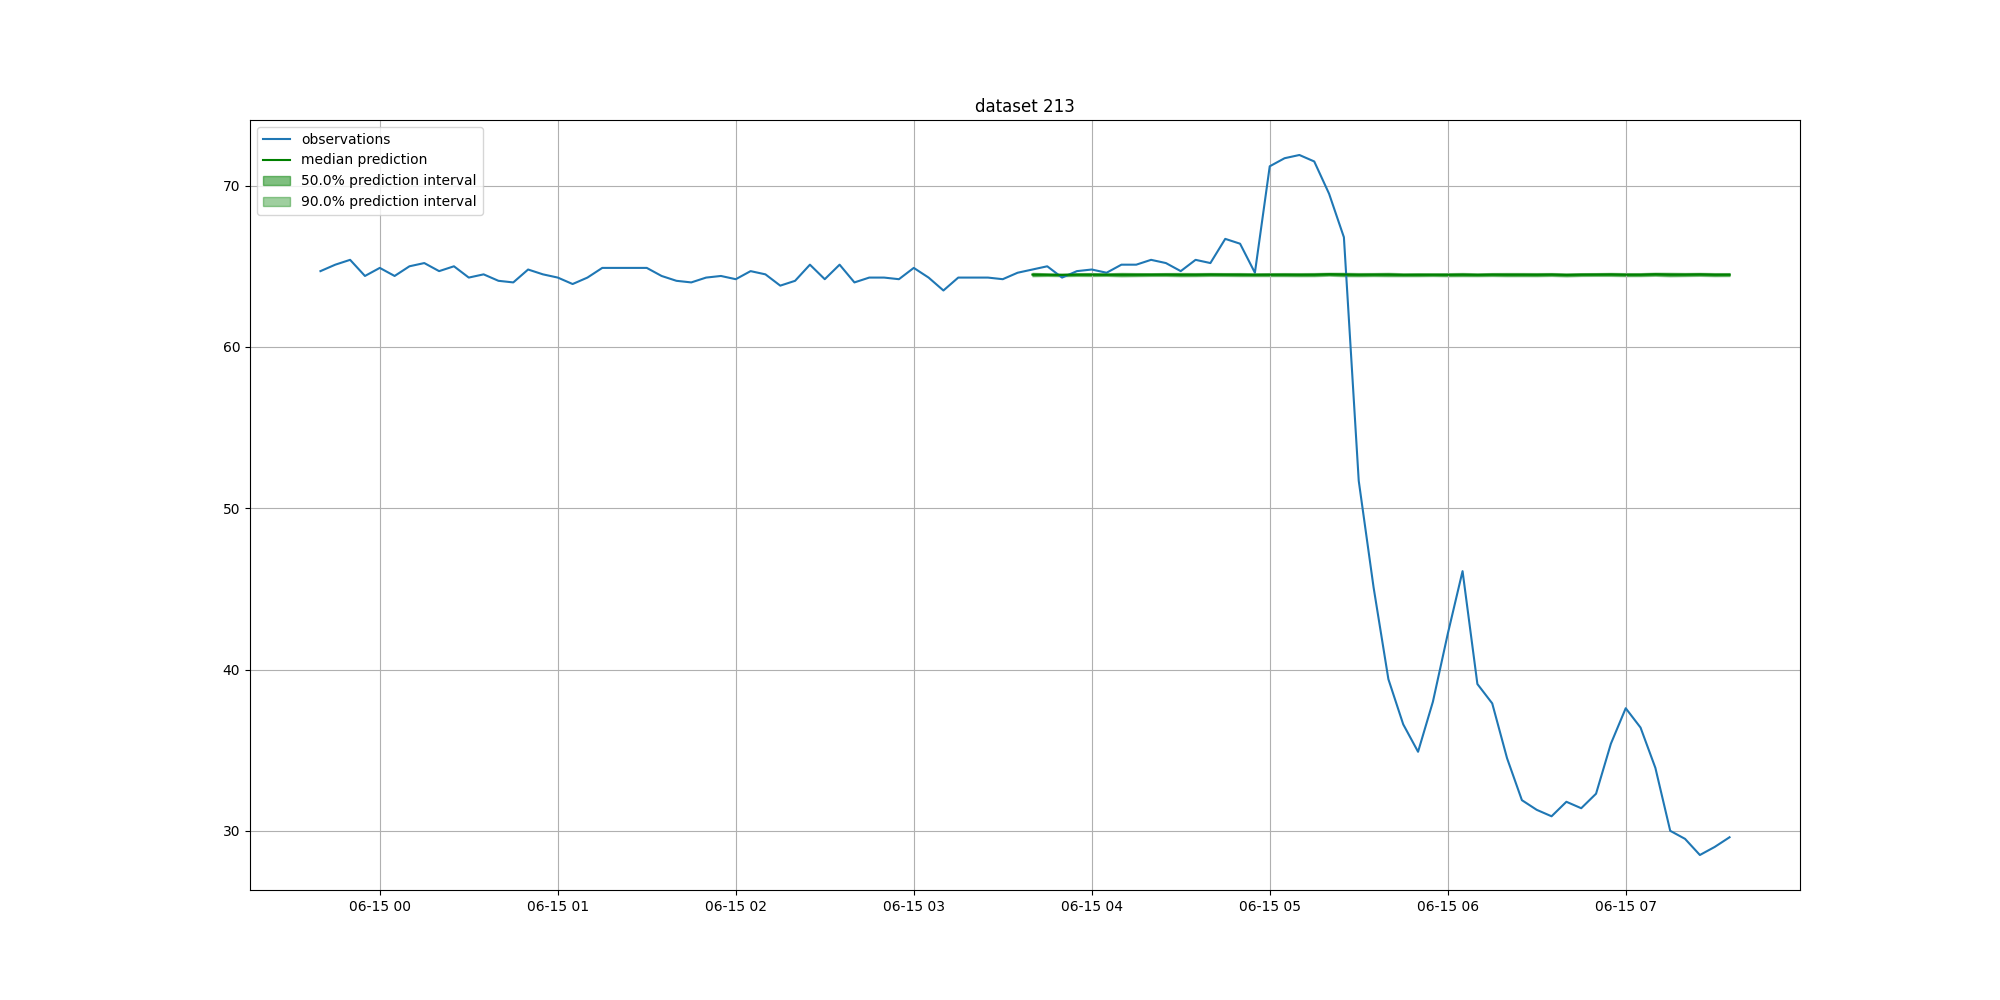 dataset 213
observations
median prediction
50.0% prediction interval
90.0% prediction interval
70
60
50
40
30
06-15 00
06-15 01
06-15 02
06-15 03
06-15 04
06-15 05
06-15 06
06-15 07